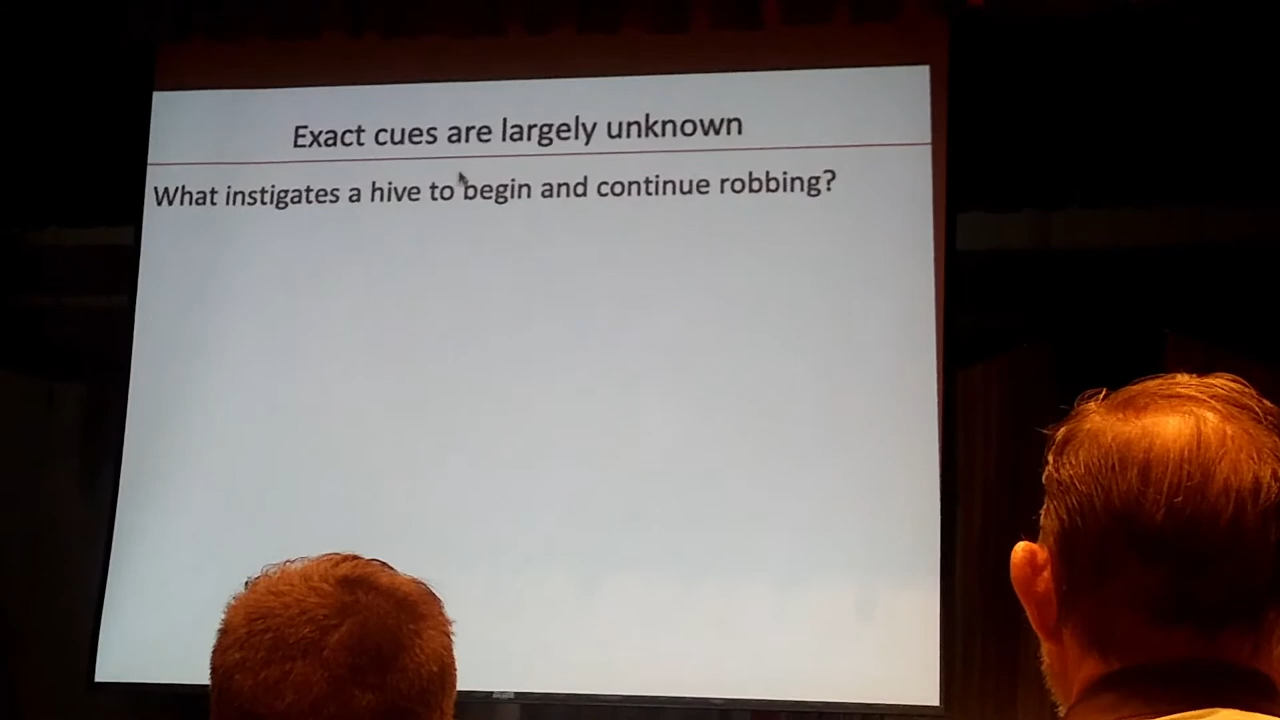 Exact cues are largely unknown
What instigates a hive to begin and continue robbing?